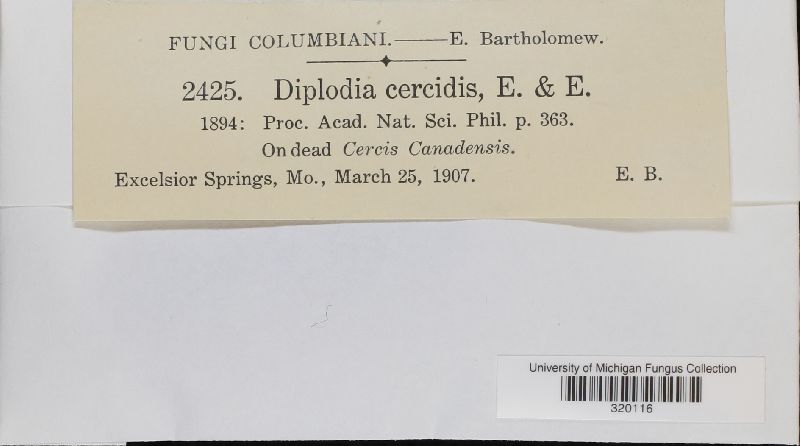 FUNGI COLUMBIANI.——E. Bartholomew.
2425. Diplodia cercidis, E. & E.
1894: Proc. Acad. Nat. Sci. Phil. p. 363.
On dead Cercis Canadensis.
Excelsior Springs, Mo., March 25, 1907. E. B.
University of Michigan Fungus Collection
320116